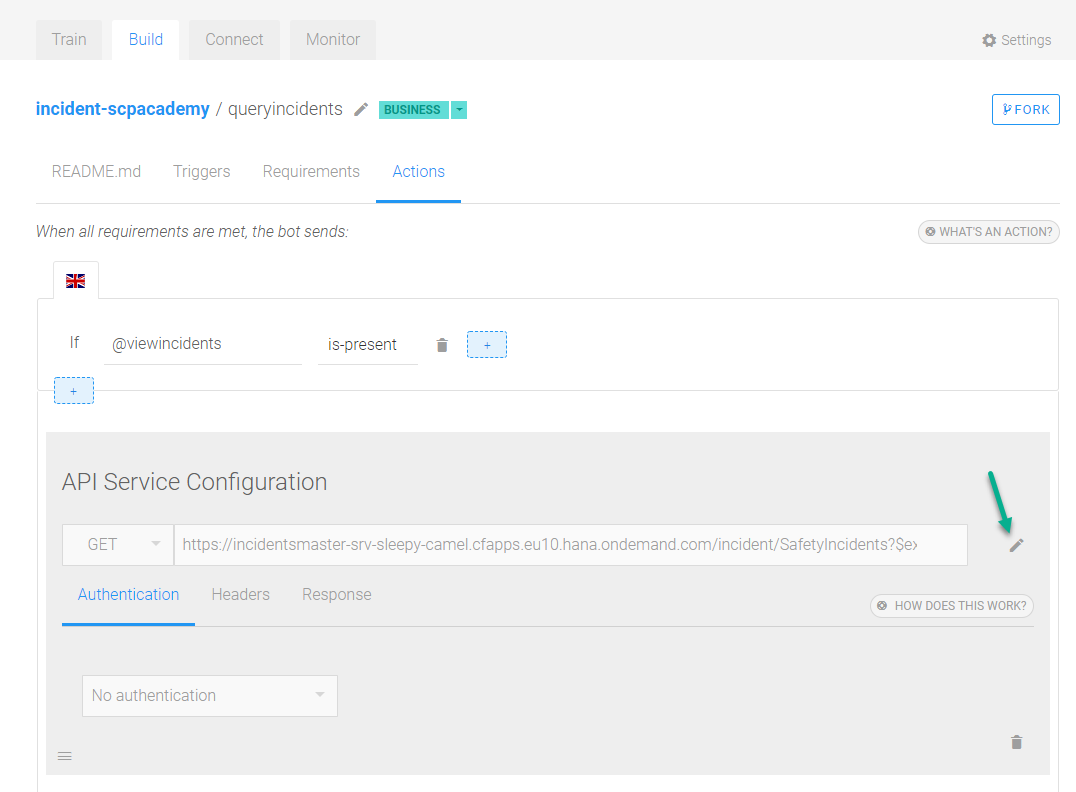 Train Build Connect Monitor Settings
incident-scpacademy / queryincidents BUSINESS FORK
README.md Triggers Requirements Actions
When all requirements are met, the bot sends: WHAT'S AN ACTION?
If @viewincidents is-present +
+
API Service Configuration
GET https://incidentsmaster-srv-sleepy-camel.cfapps.eu10.hana.ondemand.com/incident/SafetyIncidents?$ex
Authentication Headers Response
HOW DOES THIS WORK?
No authentication